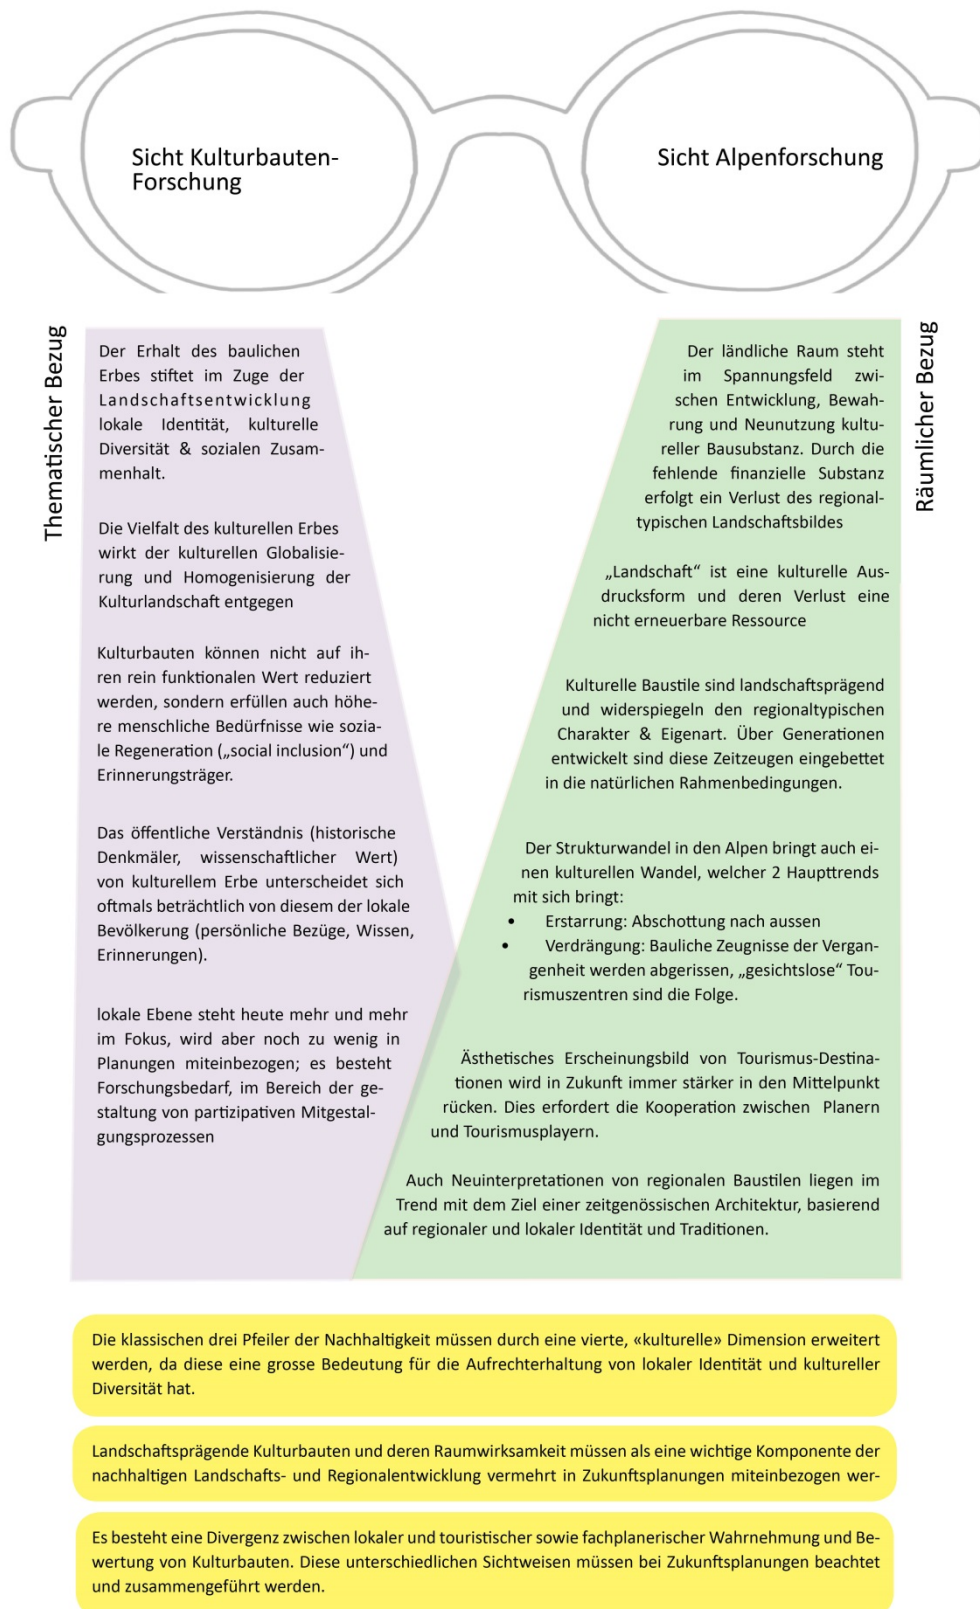 Sicht Kulturbauten-
Forschung
Sicht Alpenforschung
Thematischer Bezug
Der Erhalt des baulichen
Erbes stiftet im Zuge der
Landschaftsentwicklung
lokale Identität, kulturelle
Diversität & sozialen Zusam-
menhalt.
Die Vielfalt des kulturellen Erbes
wirkt der kulturellen Globalisie-
rung und Homogenisierung der
Kulturlandschaft entgegen
Kulturbauten können nicht auf ih-
ren rein funktionalen Wert reduziert
werden, sondern erfüllen auch höhe-
re menschliche Bedürfnisse wie sozia-
le Regeneration („social inclusion“) und
Erinnerungsträger.
Das öffentliche Verständnis (historische
Denkmäler, wissenschaftlicher Wert)
von kulturellem Erbe unterscheidet sich
oftmals beträchtlich von diesem der lokale
Bevölkerung (persönliche Bezüge, Wissen,
Erinnerungen).
lokale Ebene steht heute mehr und mehr
im Fokus, wird aber noch zu wenig in
Planungen miteinbezogen; es besteht
Forschungsbedarf, im Bereich der ge-
staltung von partizipativen Mitgestal-
gungsprozessen
Räumlicher Bezug
Der ländliche Raum steht
im Spannungsfeld zwi-
schen Entwicklung, Bewah-
rung und Neunutzung kultu-
reller Bausubstanz. Durch die
fehlende finanzielle Substanz
erfolgt ein Verlust des regional-
typischen Landschaftsbildes
„Landschaft“ ist eine kulturelle Aus-
drucksform und deren Verlust eine
nicht erneuerbare Ressource
Kulturelle Baustile sind landschaftsprägend
und widerspiegeln den regionaltypischen
Charakter & Eigenart. Über Generationen
entwickelt sind diese Zeitzeugen eingebettet
in die natürlichen Rahmenbedingungen.
Der Strukturwandel in den Alpen bringt auch ei-
nen kulturellen Wandel, welcher 2 Haupttrends
mit sich bringt:
• Erstarrung: Abschottung nach aussen
• Verdrängung: Bauliche Zeugnisse der Vergan-
genheit werden abgerissen, „gesichtslose“ Tou-
rismuszentren sind die Folge.
Ästhetisches Erscheinungsbild von Tourismus-Destina-
tionen wird in Zukunft immer stärker in den Mittelpunkt
rücken. Dies erfordert die Kooperation zwischen Planern
und Tourismusplayern.
Auch Neuinterpretationen von regionalen Baustilen liegen im
Trend mit dem Ziel einer zeitgenössischen Architektur, basierend
auf regionaler und lokaler Identität und Traditionen.
Die klassischen drei Pfeiler der Nachhaltigkeit müssen durch eine vierte, «kulturelle» Dimension erweitert
werden, da diese eine grosse Bedeutung für die Aufrechterhaltung von lokaler Identität und kultureller
Diversität hat.
Landschaftsprägende Kulturbauten und deren Raumwirksamkeit müssen als eine wichtige Komponente der
nachhaltigen Landschafts- und Regionalentwicklung vermehrt in Zukunftsplanungen miteinbezogen wer-
Es besteht eine Divergenz zwischen lokaler und touristischer sowie fachplanerischer Wahrnehmung und Be-
wertung von Kulturbauten. Diese unterschiedlichen Sichtweisen müssen bei Zukunftsplanungen beachtet
und zusammengeführt werden.